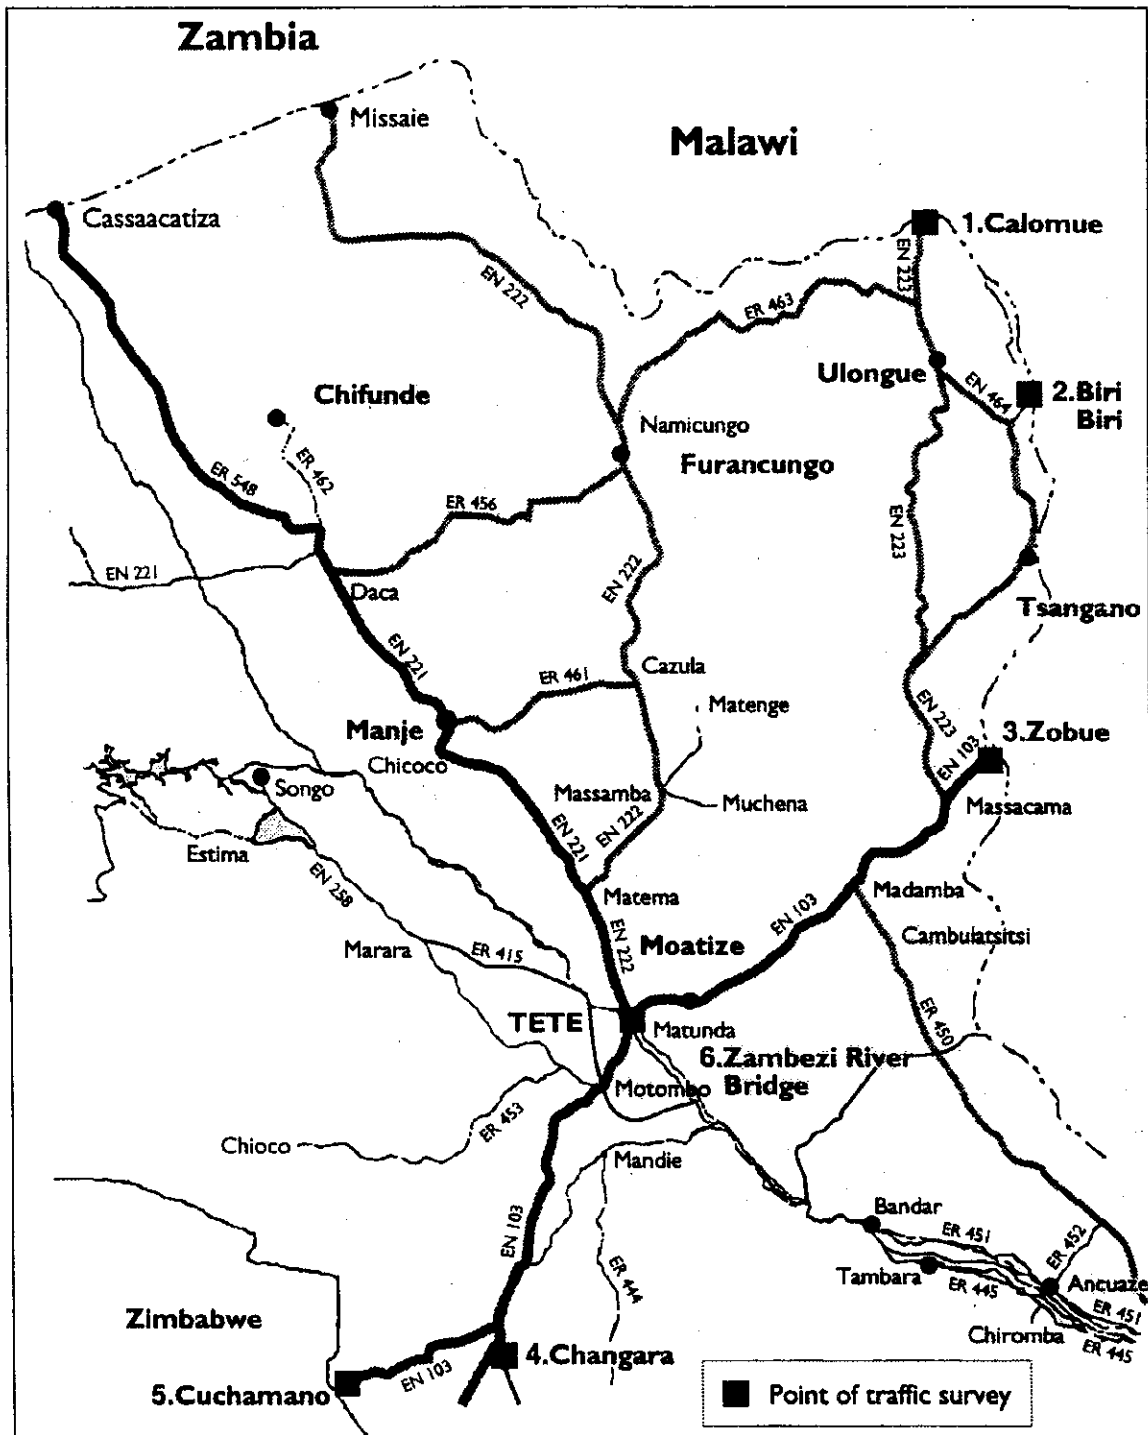 Zambia
Missaie
Malawi
Cassaacatiza
1.Calomue
EN 223
EN 222
ER 463
Ulongue
EN 464
2.Biri
Biri
Chifunde
Namicungo
Furancungo
ER 462
ER 548
ER 456
EN 223
EN 221
EN 222
Daca
Tsangano
EN 221
ER 461
Cazula
Matenge
EN 223
3.Zobue
Manje
EN 103
Chicoco
Songo
Massamba
Muchena
Massacama
EN 222
Estima
EN 221
EN 258
Matema
Madamba
EN 103
Cambulatsitsi
Marara
ER 415
EN 222
Moatize
TETE
Matunda
ER 450
6.Zambezi River
Bridge
Motombo
ER 453
Chioco
Mandie
EN 103
Bandar
ER 451
ER 452
ER 444
Tambara
ER 445
Ancuaze
ER 451
Chiromba
ER 445
Zimbabwe
4.Changara
EN 103
5.Cuchamano
Point of traffic survey